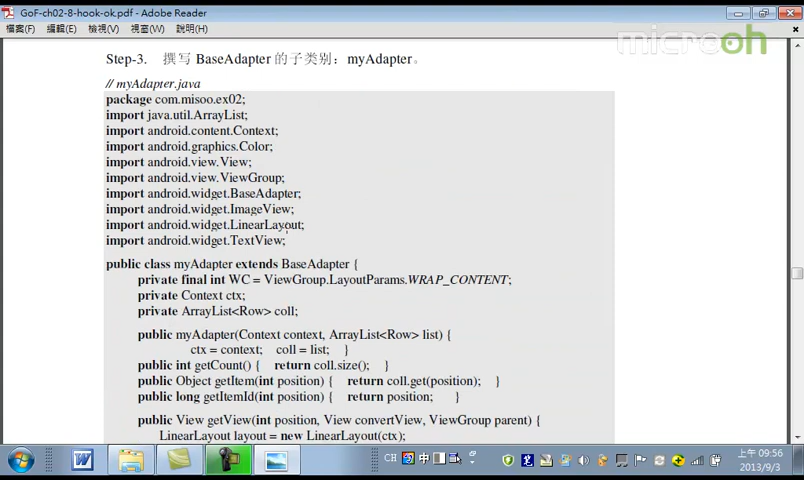 GoF-ch02-8-hook-ok.pdf - Adobe Reader
檔案(F) 編輯(E) 檢視(V) 視窗(W) 說明(H)
microoh
Step-3. 撰写 BaseAdapter 的子类别：myAdapter。
// myAdapter.java
package com.misoo.ex02;
import java.util.ArrayList;
import android.content.Context;
import android.graphics.Color;
import android.view.View;
import android.view.ViewGroup;
import android.widget.BaseAdapter;
import android.widget.ImageView;
import android.widget.LinearLayout;
import android.widget.TextView;
public class myAdapter extends BaseAdapter {
private final int WC = ViewGroup.LayoutParams.WRAP_CONTENT;
private Context ctx;
private ArrayList<Row> coll;
public myAdapter(Context context, ArrayList<Row> list) {
ctx = context; coll = list; }
public int getCount() { return coll.size(); }
public Object getItem(int position) { return coll.get(position); }
public long getItemId(int position) { return position; }
public View getView(int position, View convertView, ViewGroup parent) {
LinearLayout layout = new LinearLayout(ctx);
CH 中
上午 09:56
2013/9/3